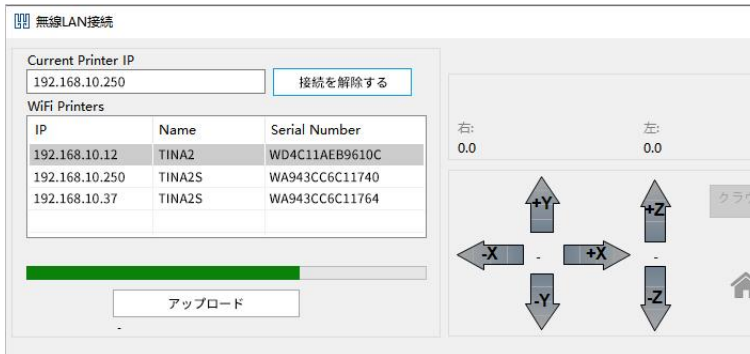 無線LAN接続
Current Printer IP
192.168.10.250
接続を解除する
WiFi Printers
IP Name Serial Number
192.168.10.12 TINA2 WD4C11AEB9610C
192.168.10.250 TINA2S WA943CC6C11740
192.168.10.37 TINA2S WA943CC6C11764
アップロード
-
右: 左:
0.0 0.0
+Y +Z
-X - +X -
-Y -Z
クラウ